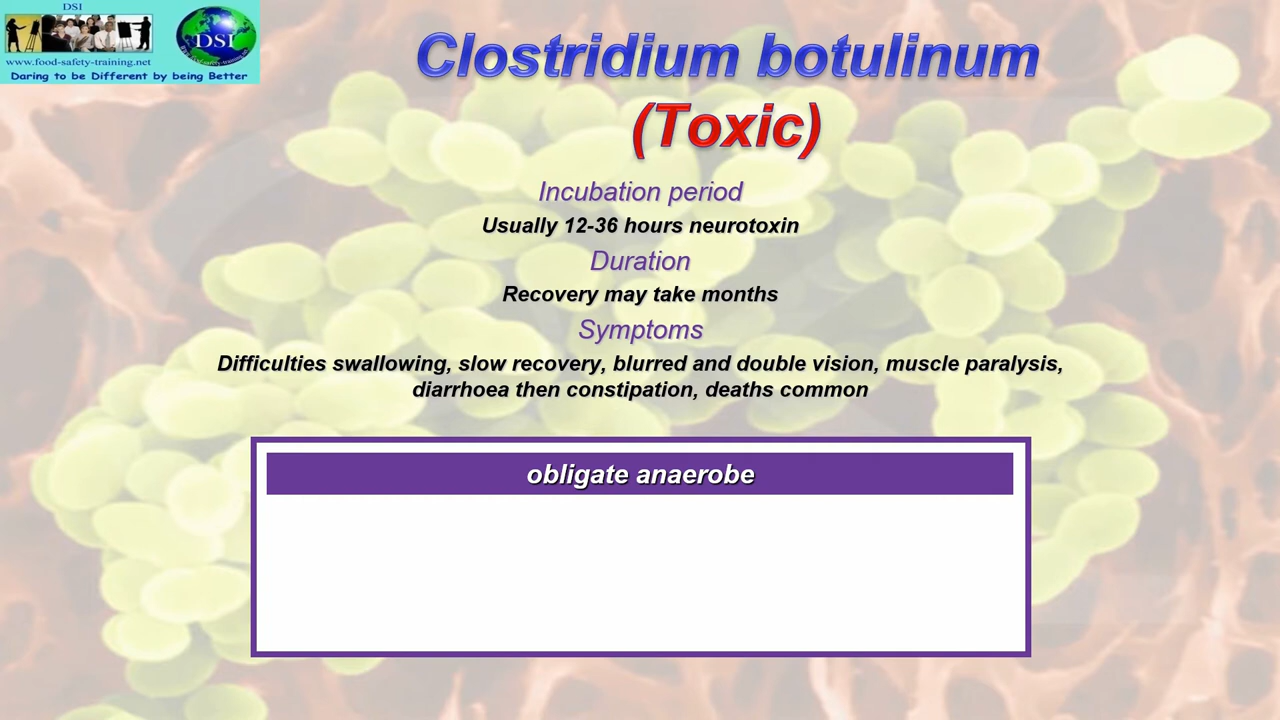 DSI
DSI
www.food-safety-training.net
Daring to be Different by being Better
Clostridium botulinum
(Toxic)
Incubation period
Usually 12-36 hours neurotoxin
Duration
Recovery may take months
Symptoms
Difficulties swallowing, slow recovery, blurred and double vision, muscle paralysis,
diarrhoea then constipation, deaths common
obligate anaerobe